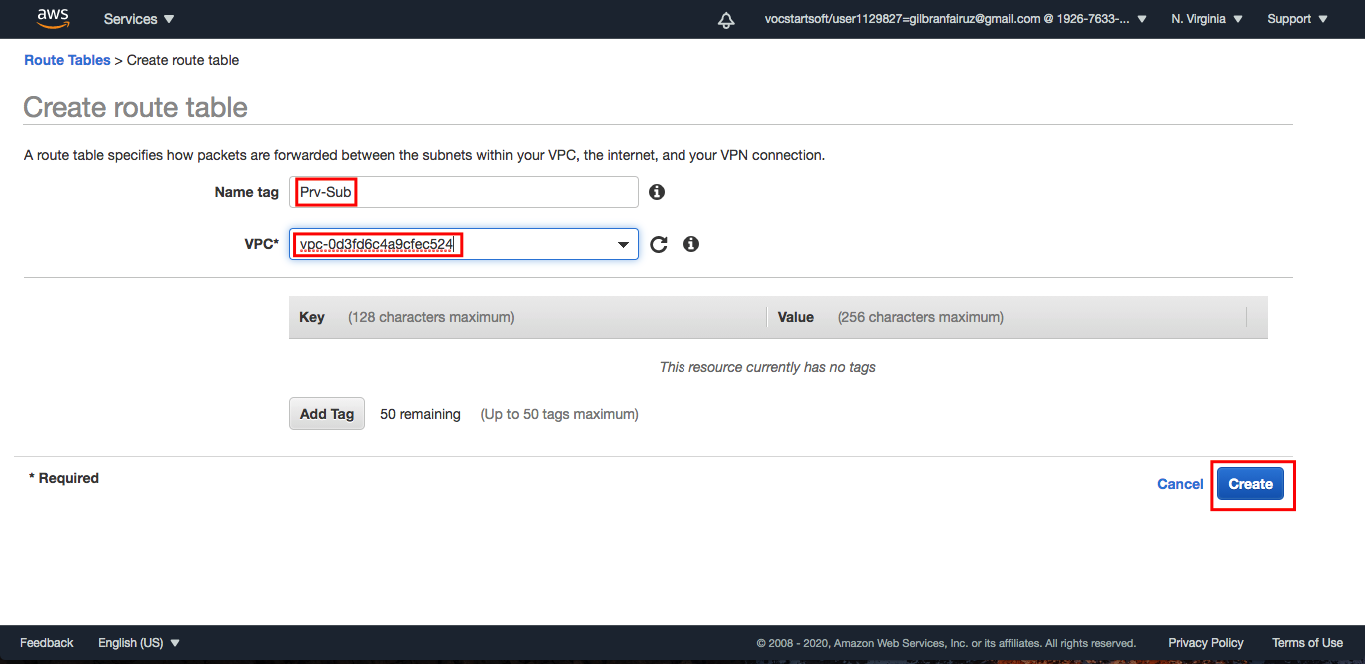 aws Services vocstartsoft/user1129827=gilbranfairuz@gmail.com @ 1926-7633-... N. Virginia Support
Route Tables > Create route table
Create route table
A route table specifies how packets are forwarded between the subnets within your VPC, the internet, and your VPN connection.
Name tag Prv-Sub
VPC* vpc-0d3fd6c4a9cfec524
Key (128 characters maximum) Value (256 characters maximum)
This resource currently has no tags
Add Tag 50 remaining (Up to 50 tags maximum)
* Required
Cancel Create
Feedback English (US) © 2008 - 2020, Amazon Web Services, Inc. or its affiliates. All rights reserved. Privacy Policy Terms of Use